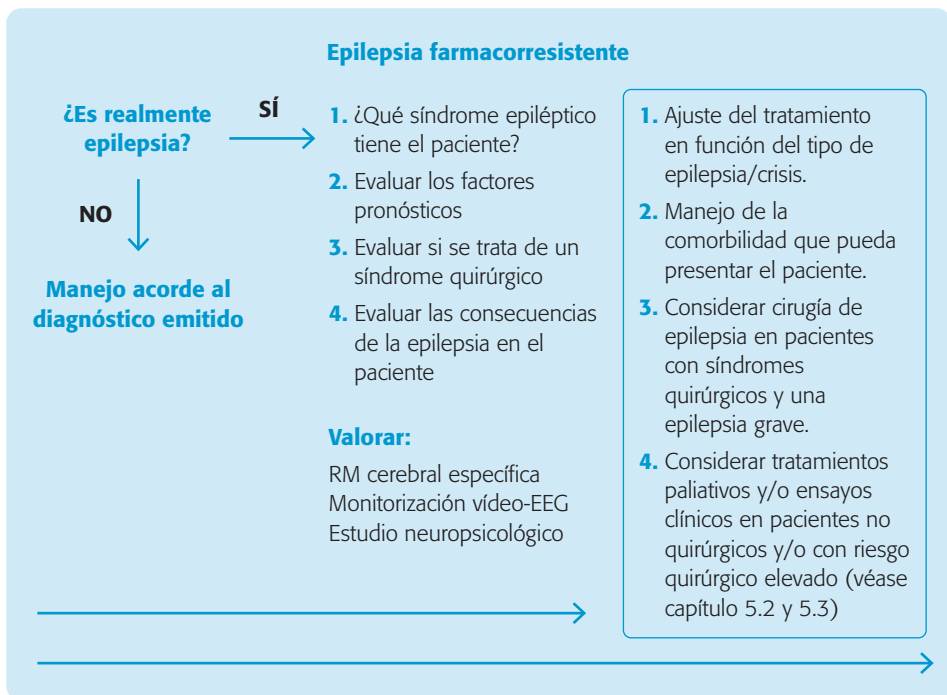 Epilepsia farmacorresistente
¿Es realmente
epilepsia?
SÍ
NO
Manejo acorde al
diagnóstico emitido
1. ¿Qué síndrome epiléptico
tiene el paciente?
2. Evaluar los factores
pronósticos
3. Evaluar si se trata de un
síndrome quirúrgico
4. Evaluar las consecuencias
de la epilepsia en el
paciente
Valorar:
RM cerebral específica
Monitorización vídeo-EEG
Estudio neuropsicológico
1. Ajuste del tratamiento
en función del tipo de
epilepsia/crisis.
2. Manejo de la
comorbilidad que pueda
presentar el paciente.
3. Considerar cirugía de
epilepsia en pacientes
con síndromes
quirúrgicos y una
epilepsia grave.
4. Considerar tratamientos
paliativos y/o ensayos
clínicos en pacientes no
quirúrgicos y/o con riesgo
quirúrgico elevado (véase
capítulo 5.2 y 5.3)